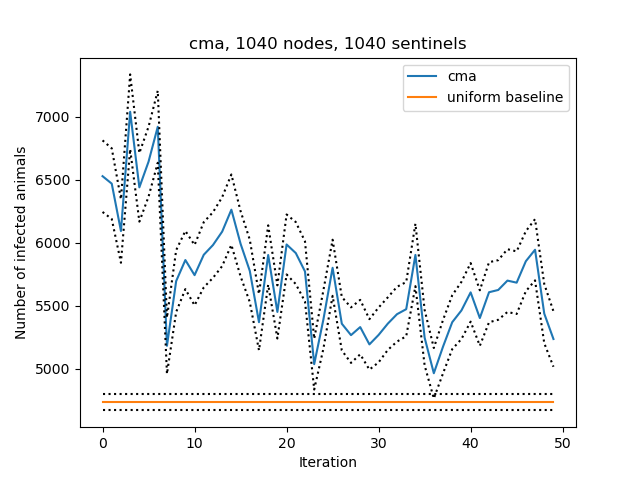 cma, 1040 nodes, 1040 sentinels
cma
uniform baseline
Number of infected animals
7000
6500
6000
5500
5000
0
10
20
30
40
50
Iteration